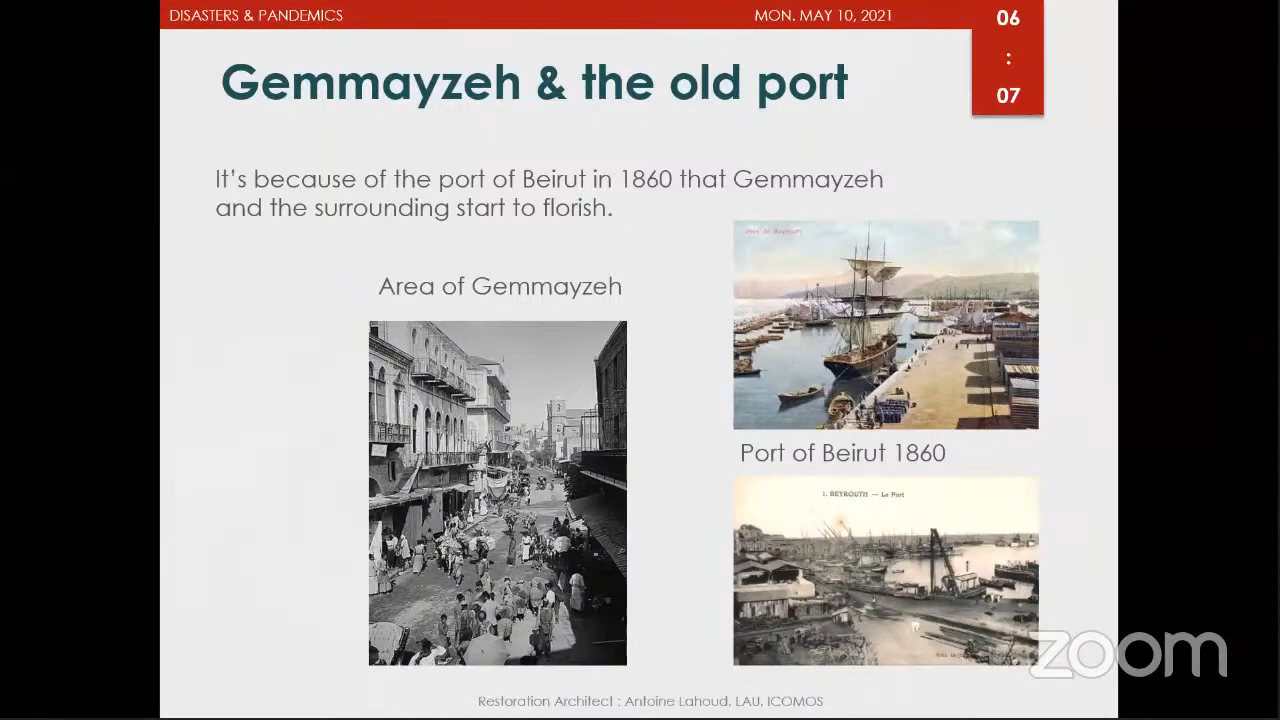 DISASTERS & PANDEMICS
MON. MAY 10, 2021
06
:
07
Gemmayzeh & the old port
It’s because of the port of Beirut in 1860 that Gemmayzeh
and the surrounding start to florish.
Area of Gemmayzeh
Port de
Port of Beirut 1860
1. BEYROUTH — Le Port
zoom
Restoration Architect : Antoine Lahoud, LAU, ICOMOS